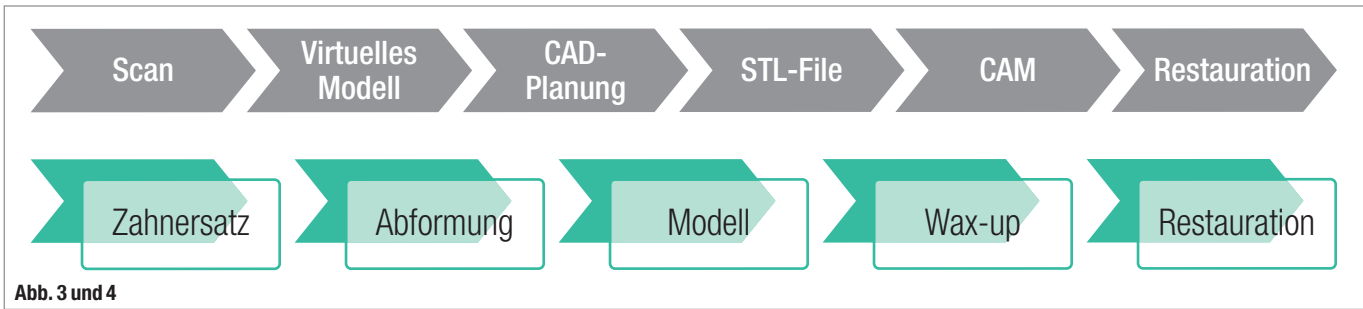 Scan
Virtuelles
Modell
CAD-
Planung
STL-File
CAM
Restauration
Zahnersatz
Abformung
Modell
Wax-up
Restauration
Abb. 3 und 4